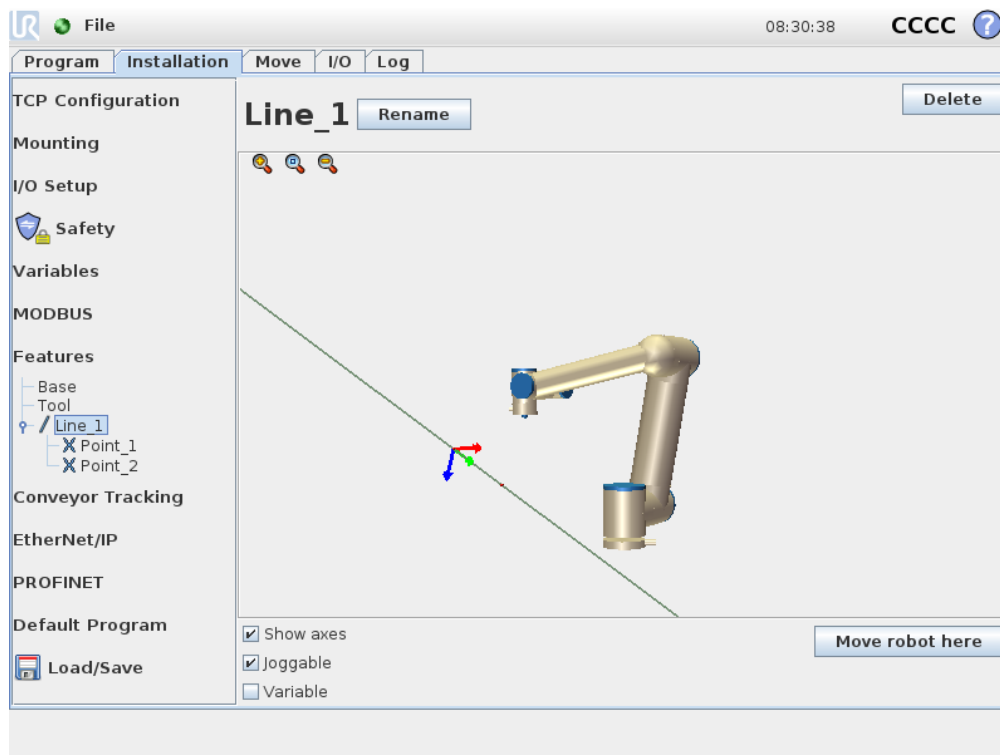 UR File 08:30:38 CCCC ?
Program Installation Move I/O Log
TCP Configuration
Mounting
I/O Setup
Safety
Variables
MODBUS
Features
Base
Tool
Line_1
Point_1
Point_2
Conveyor Tracking
EtherNet/IP
PROFINET
Default Program
Load/Save
Line_1 Rename Delete
Show axes
Joggable
Variable
Move robot here